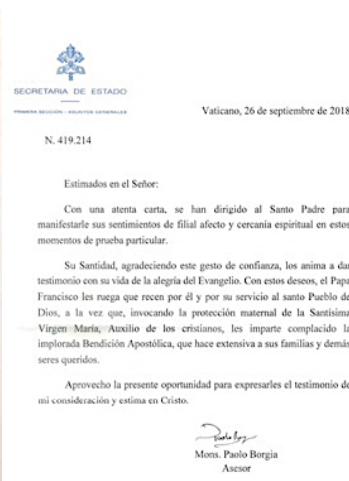 SECRETARIA DE ESTADO
PRIMERA SECCIÓN - ASUNTOS GENERALES
Vaticano, 26 de septiembre de 2018
N. 419.214
Estimados en el Señor:
Con una atenta carta, se han dirigido al Santo Padre para
manifestarle sus sentimientos de filial afecto y cercanía espiritual en estos
momentos de prueba particular.
Su Santidad, agradeciendo este gesto de confianza, los anima a dar
testimonio con su vida de la alegría del Evangelio. Con estos deseos, el Papa
Francisco les ruega que recen por él y por su servicio al santo Pueblo de
Dios, a la vez que, invocando la protección maternal de la Santísima
Virgen María, Auxilio de los cristianos, les imparte complacido la
implorada Bendición Apostólica, que hace extensiva a sus familias y demás
seres queridos.
Aprovecho la presente oportunidad para expresarles el testimonio de
mi consideración y estima en Cristo.
Mons. Paolo Borgia
Asesor